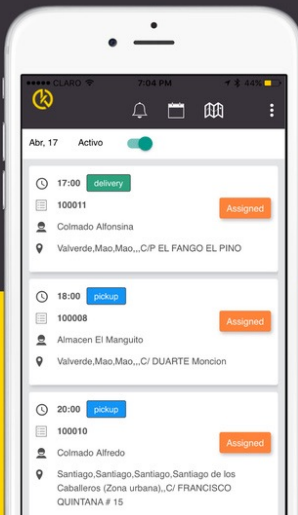 CLARO 7:04 PM 44%
Abr, 17 Activo
17:00 delivery
100011
Assigned
Colmado Alfonsina
Valverde,Mao,Mao,,,C/P EL FANGO EL PINO
18:00 pickup
100008
Assigned
Almacen El Manguito
Valverde,Mao,Mao,,,C/ DUARTE Moncion
20:00 pickup
100010
Assigned
Colmado Alfredo
Santiago,Santiago,Santiago,Santiago de los
Caballeros (Zona urbana),,C/ FRANCISCO
QUINTANA # 15